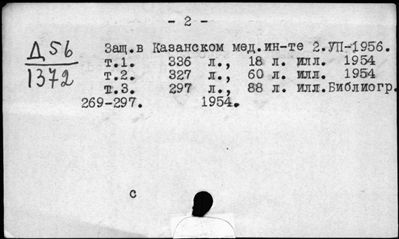 - 2 -
Д 56
1372
Защ.в Казанском мед.ин-те 2.УП-1956.
т.1. 336 л., 18 л. илл. 1954
т.2. 327 л., 60 л. илл. 1954
т.3. 297 л., 88 л. илл.Библиогр.
269-297. 1954.
с